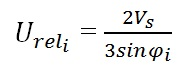 U_{rel_i} = \frac{2V_s}{3sin\varphi_i}